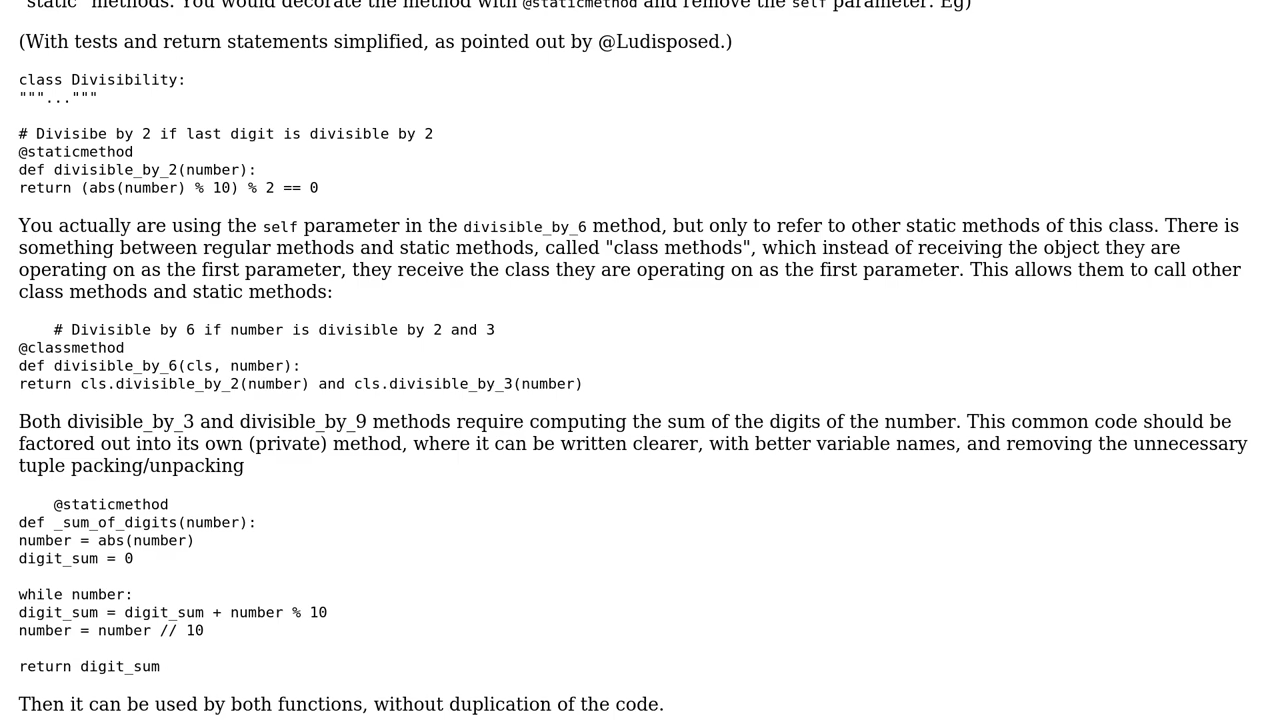 "static" methods. You would decorate the method with @staticmethod and remove the self parameter. Eg)
(With tests and return statements simplified, as pointed out by @Ludisposed.)
class Divisibility:
"""..."""
# Divisibe by 2 if last digit is divisible by 2
@staticmethod
def divisible_by_2(number):
return (abs(number) % 10) % 2 == 0
You actually are using the self parameter in the divisible_by_6 method, but only to refer to other static methods of this class. There is
something between regular methods and static methods, called "class methods", which instead of receiving the object they are
operating on as the first parameter, they receive the class they are operating on as the first parameter. This allows them to call other
class methods and static methods:
# Divisible by 6 if number is divisible by 2 and 3
@classmethod
def divisible_by_6(cls, number):
return cls.divisible_by_2(number) and cls.divisible_by_3(number)
Both divisible_by_3 and divisible_by_9 methods require computing the sum of the digits of the number. This common code should be
factored out into its own (private) method, where it can be written clearer, with better variable names, and removing the unnecessary
tuple packing/unpacking
@staticmethod
def _sum_of_digits(number):
number = abs(number)
digit_sum = 0
while number:
digit_sum = digit_sum + number % 10
number = number // 10
return digit_sum
Then it can be used by both functions, without duplication of the code.